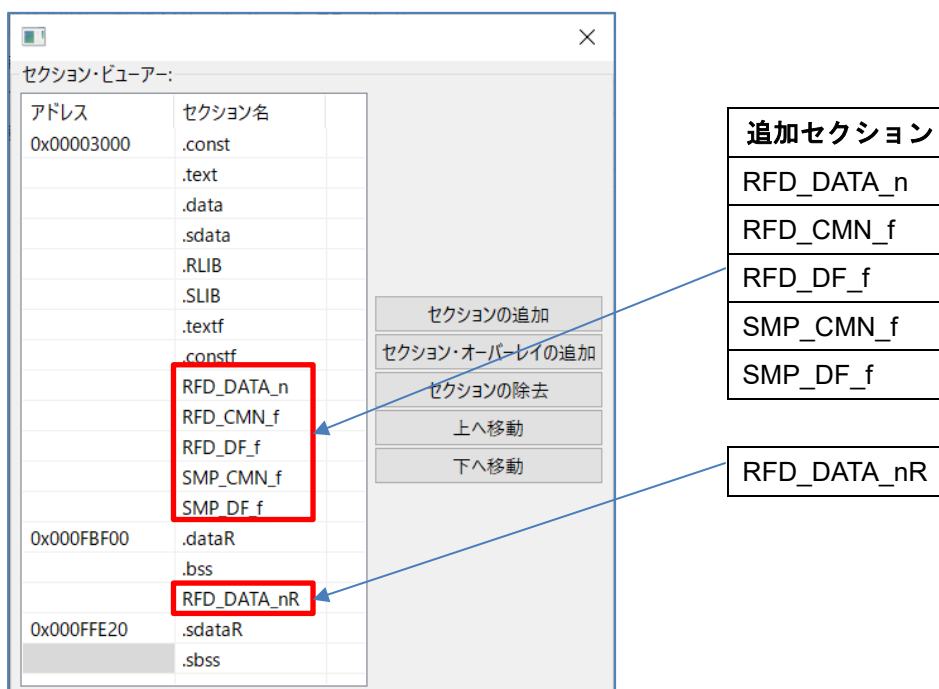 セクション・ビューアー:
アドレス セクション名
0x00003000 .const
.text
.data
.sdata
.RLIB
.SLIB
.textf
.constf
RFD_DATA_n
RFD_CMN_f
RFD_DF_f
SMP_CMN_f
SMP_DF_f
0x000FBF00 .dataR
.bss
RFD_DATA_nR
0x000FFE20 .sdataR
.sbss
セクションの追加
セクション・オーバーレイの追加
セクションの除去
上へ移動
下へ移動
追加セクション
RFD_DATA_n
RFD_CMN_f
RFD_DF_f
SMP_CMN_f
SMP_DF_f
RFD_DATA_nR